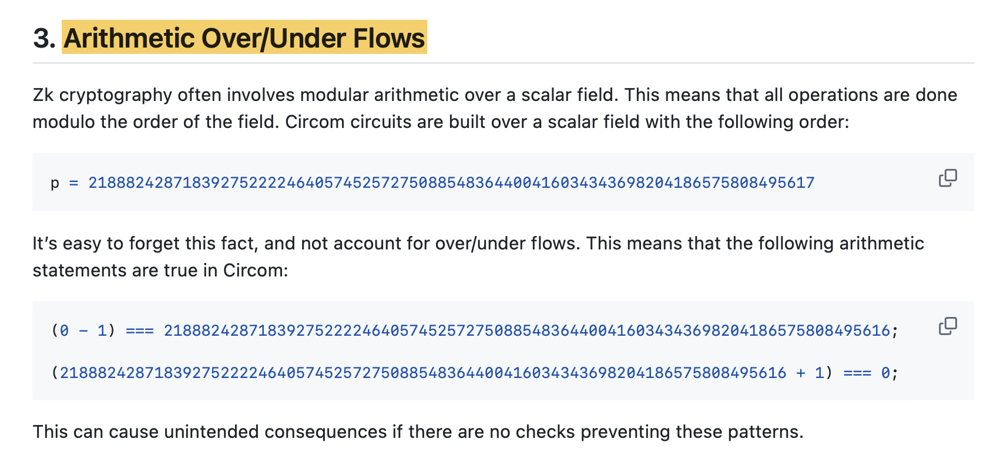 3. Arithmetic Over/Under Flows
Zk cryptography often involves modular arithmetic over a scalar field. This means that all operations are done
modulo the order of the field. Circom circuits are built over a scalar field with the following order:
p = 21888242871839275222246405745257275088548364400416034343698204186575808495617
It’s easy to forget this fact, and not account for over/under flows. This means that the following arithmetic
statements are true in Circom:
(0 - 1) === 21888242871839275222246405745257275088548364400416034343698204186575808495616;
(21888242871839275222246405745257275088548364400416034343698204186575808495616 + 1) === 0;
This can cause unintended consequences if there are no checks preventing these patterns.